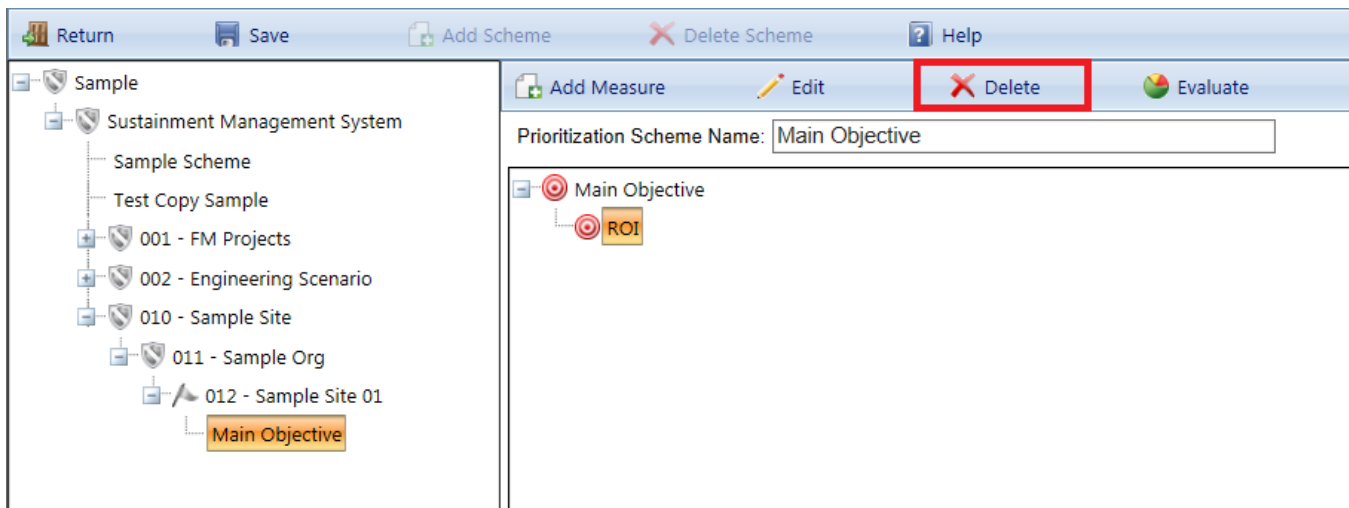 Return Save Add Scheme Delete Scheme Help
Sample
Sustainment Management System
Sample Scheme
Test Copy Sample
001 - FM Projects
002 - Engineering Scenario
010 - Sample Site
011 - Sample Org
012 - Sample Site 01
Main Objective
Add Measure Edit Delete Evaluate
Prioritization Scheme Name: Main Objective
Main Objective
ROI